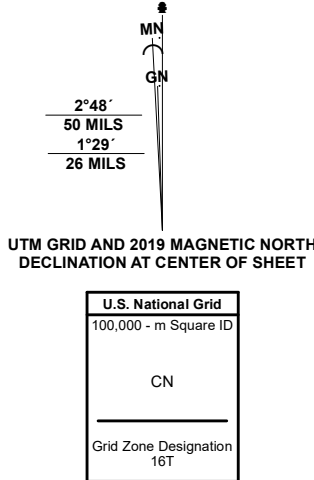 MN
GN
2°48´
50 MILS
1°29´
26 MILS
UTM GRID AND 2019 MAGNETIC NORTH
DECLINATION AT CENTER OF SHEET
U.S. National Grid
100,000 - m Square ID
CN
Grid Zone Designation
16T